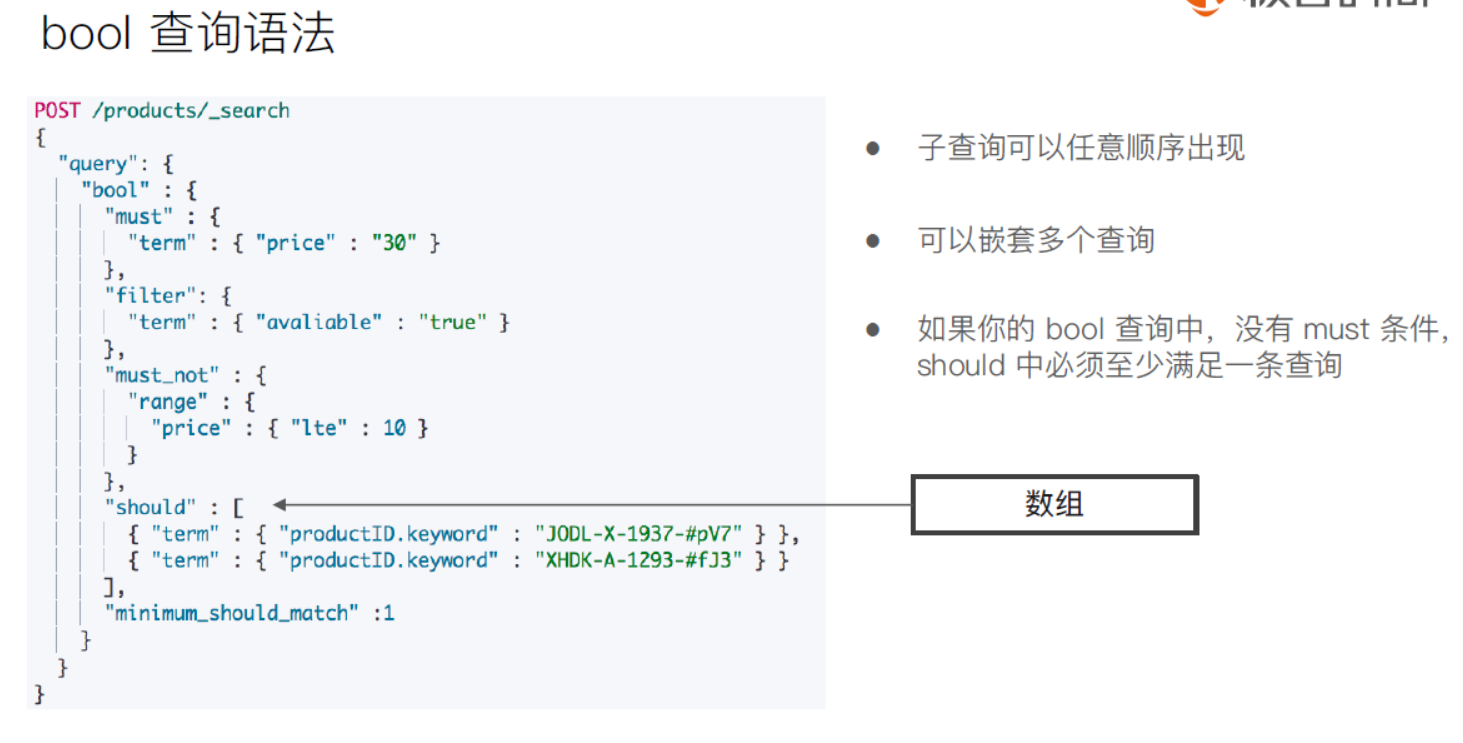 bool 查询语法
POST /products/_search
{
"query": {
"bool" : {
"must" : {
"term" : { "price" : "30" }
},
"filter": {
"term" : { "avaliable" : "true" }
},
"must_not" : {
"range" : {
"price" : { "lte" : 10 }
}
},
"should" : [
{ "term" : { "productID.keyword" : "JODL-X-1937-#pV7" } },
{ "term" : { "productID.keyword" : "XHDK-A-1293-#fJ3" } }
],
"minimum_should_match" :1
}
}
}
● 子查询可以任意顺序出现
● 可以嵌套多个查询
● 如果你的 bool 查询中，没有 must 条件，
should 中必须至少满足一条查询
数组